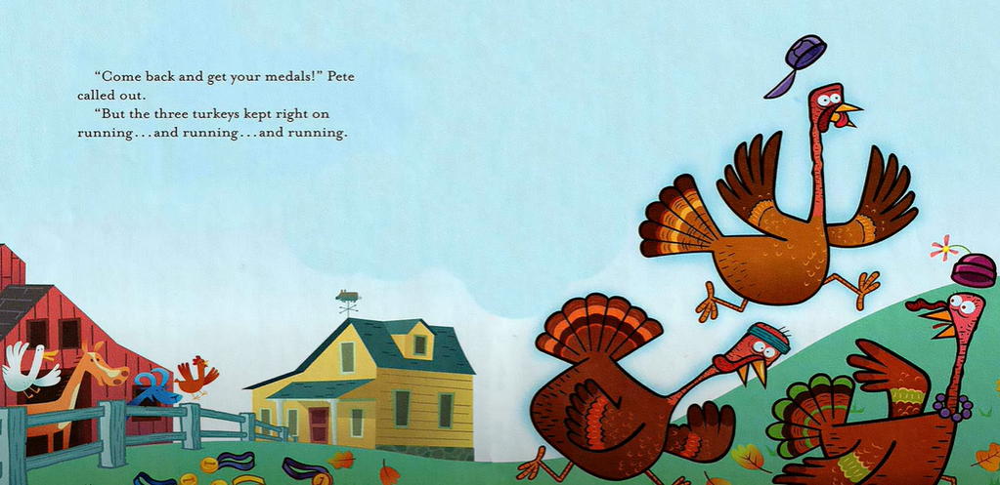 “Come back and get your medals!” Pete
called out.
“But the three turkeys kept right on
running...and running...and running.